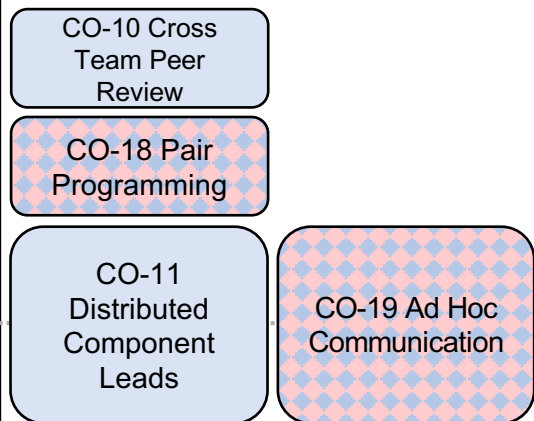 CO-10 Cross
Team Peer
Review
CO-18 Pair
Programming
CO-11
Distributed
Component
Leads
CO-19 Ad Hoc
Communication